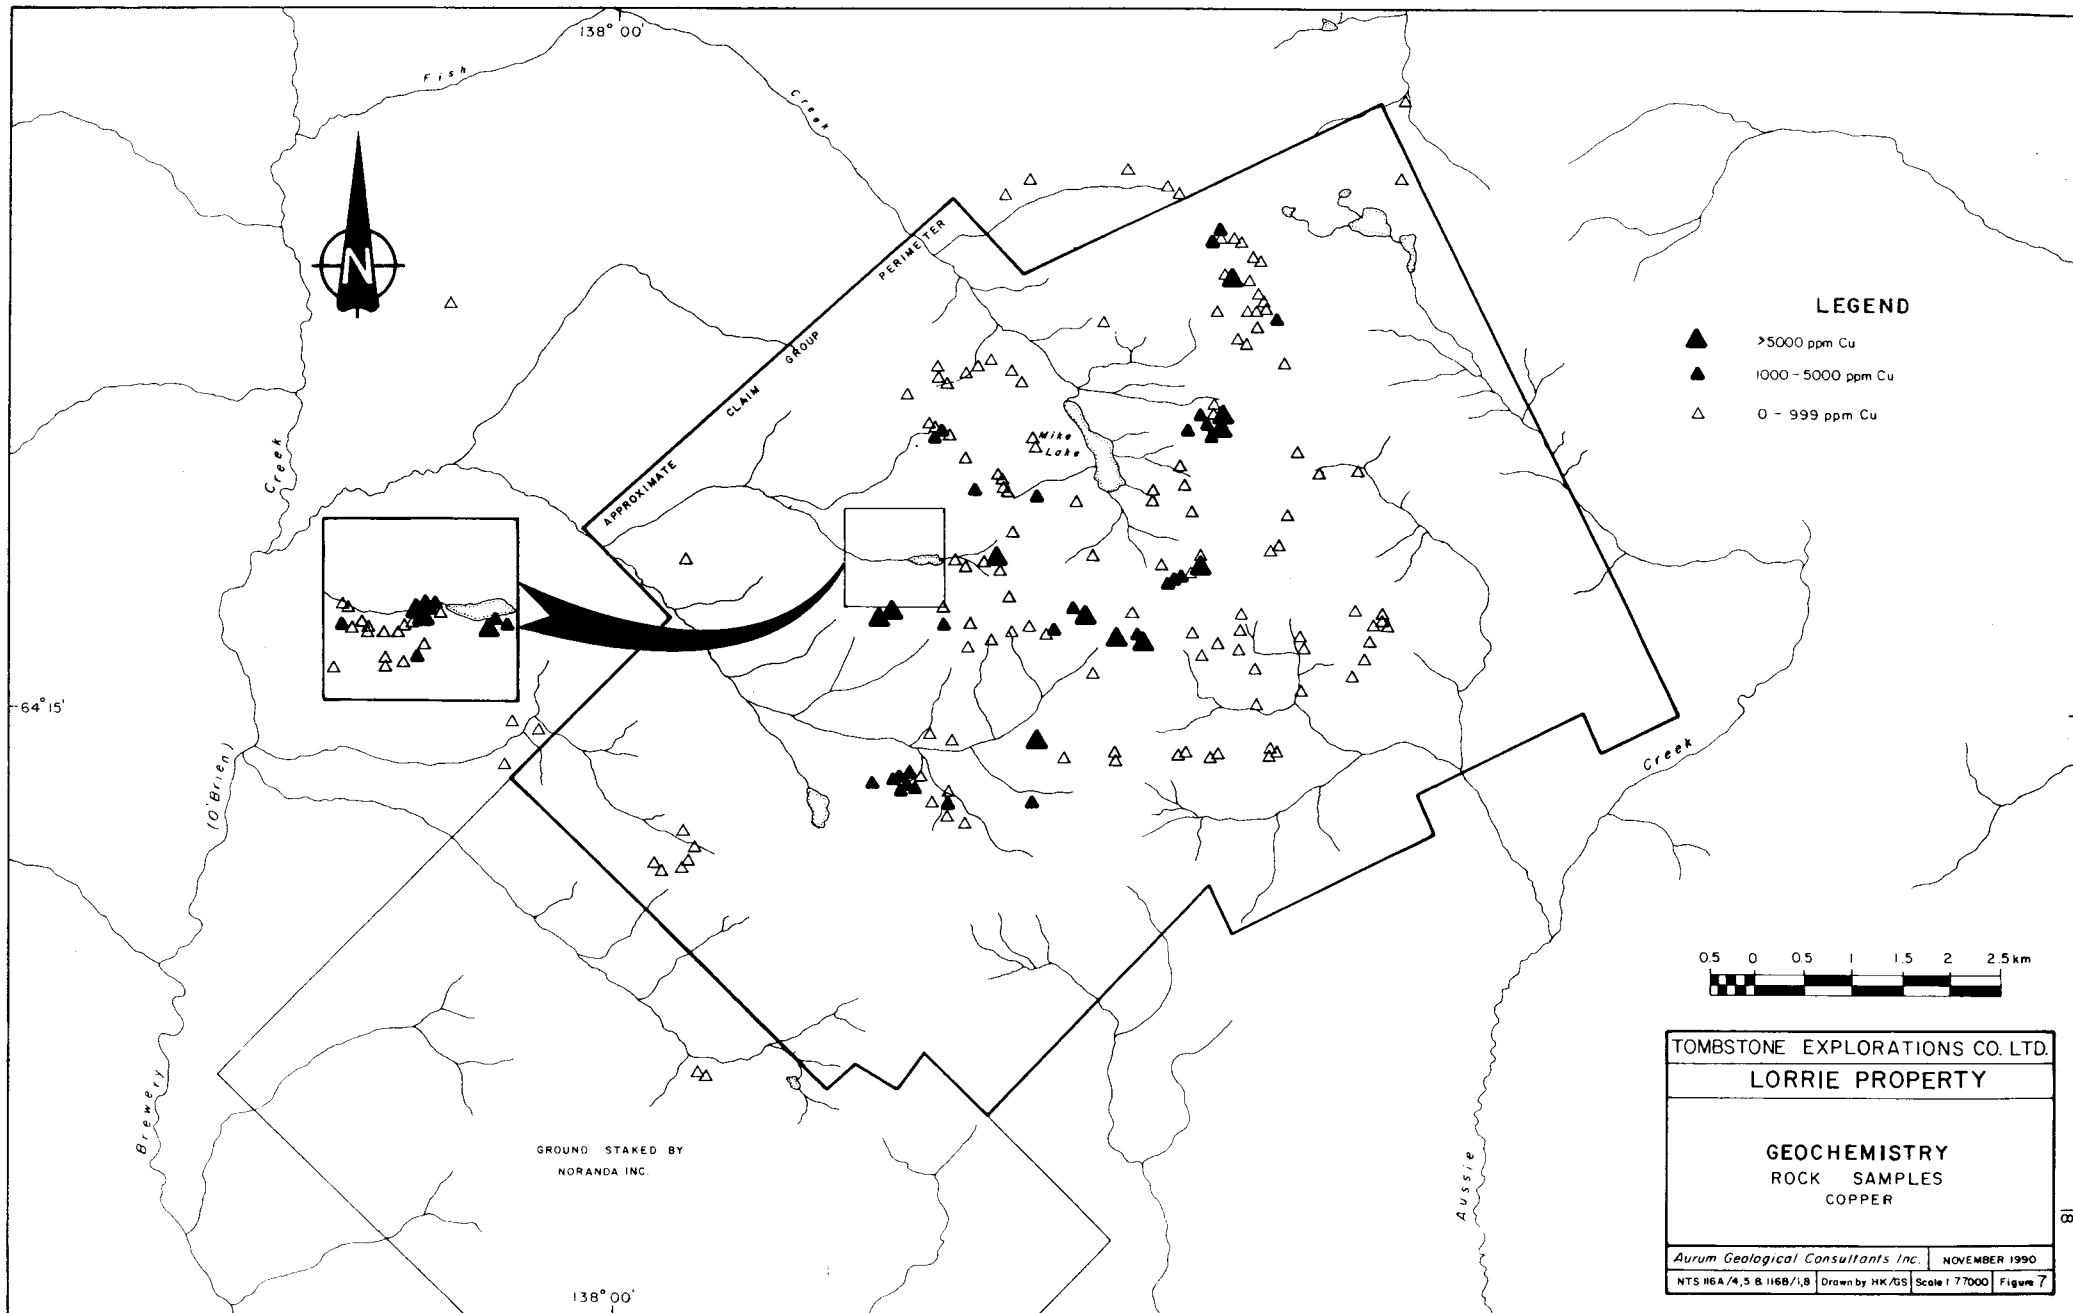 138° 00'
Fish
Creek
N
APPROXIMATE CLAIM GROUP PERIMETER
Creek
Mike
Lake
LEGEND
>5000 ppm Cu
1000 - 5000 ppm Cu
0 - 999 ppm Cu
64° 15'
(O'Brien)
Brewery
Creek
Aussie
GROUND STAKED BY
NORANDA INC.
138° 00'
0.5 0 0.5 1 1.5 2 2.5 km
TOMBSTONE EXPLORATIONS CO. LTD.
LORRIE PROPERTY
GEOCHEMISTRY
ROCK SAMPLES
COPPER
Aurum Geological Consultants Inc. NOVEMBER 1990
NTS 116A/4,5 & 116B/1,8 Drawn by HK/GS Scale 1:77000 Figure 7
18